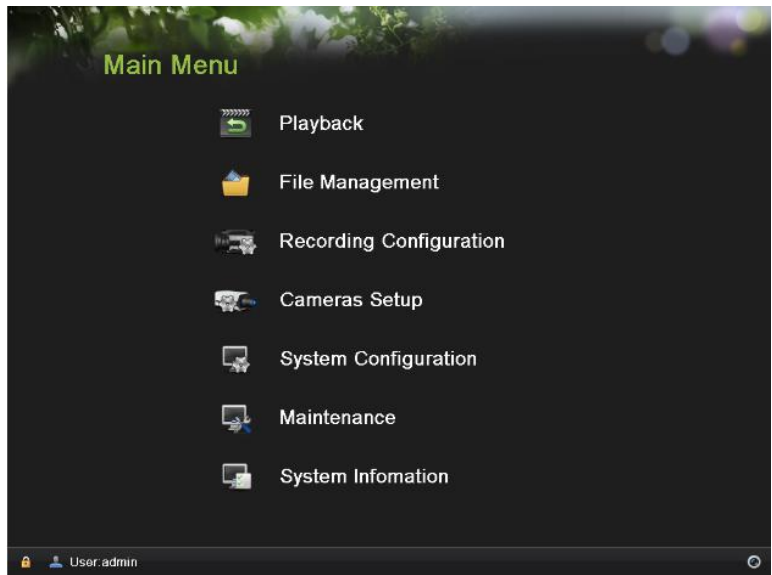 Main Menu
Playback
File Management
Recording Configuration
Cameras Setup
System Configuration
Maintenance
System Infomation
User:admin